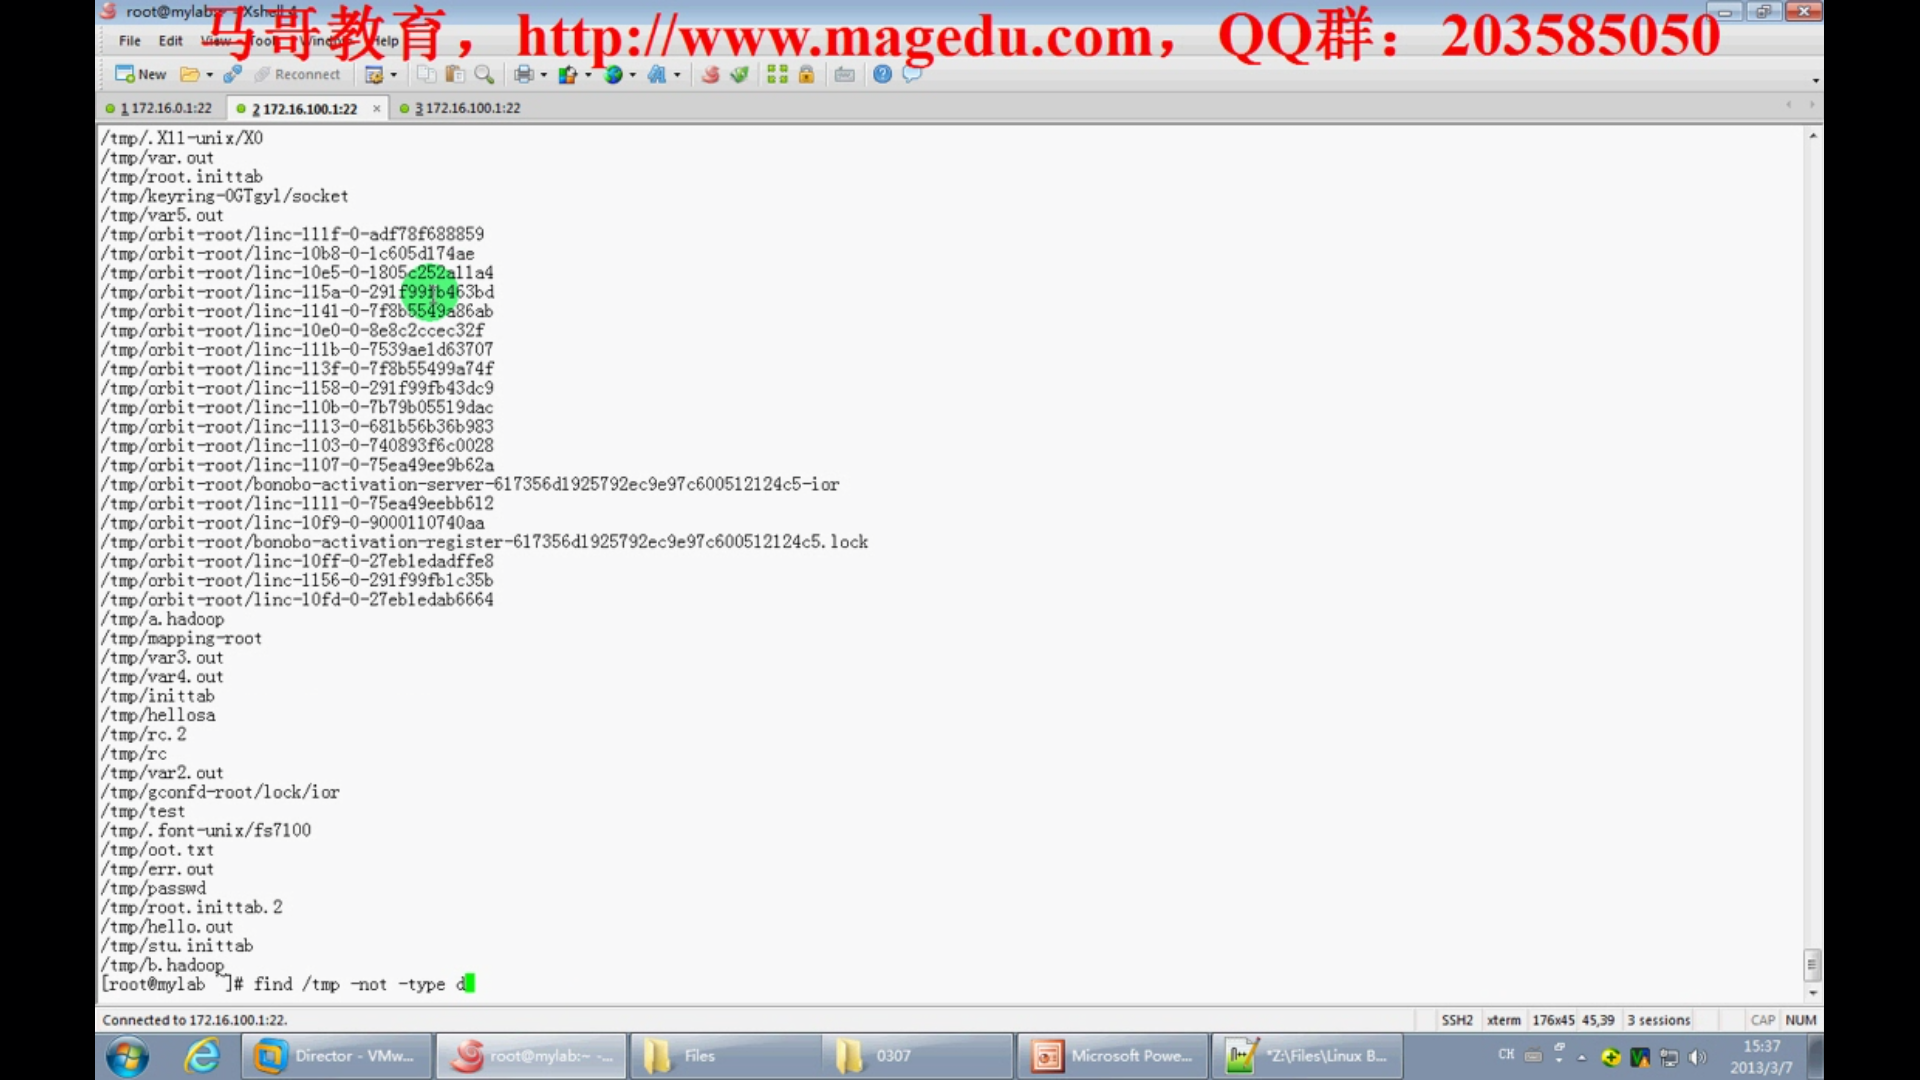 root@mylab:~ - Xshell 4
马哥教育，http://www.magedu.com，QQ群：203585050
File Edit View Tools Window Help
New Reconnect
1 172.16.0.1:22 2 172.16.100.1:22 × 3 172.16.100.1:22
/tmp/.X11-unix/X0
/tmp/var.out
/tmp/root.inittab
/tmp/keyring-0GTgyl/socket
/tmp/var5.out
/tmp/orbit-root/linc-111f-0-adf78f688859
/tmp/orbit-root/linc-10b8-0-1c605d174ae
/tmp/orbit-root/linc-10e5-0-1805c252a11a4
/tmp/orbit-root/linc-115a-0-291f99fb463bd
/tmp/orbit-root/linc-1141-0-7f8b5549a86ab
/tmp/orbit-root/linc-10e0-0-8e8c2ccec32f
/tmp/orbit-root/linc-111b-0-7539ae1d63707
/tmp/orbit-root/linc-113f-0-7f8b55499a74f
/tmp/orbit-root/linc-1158-0-291f99fb43dc9
/tmp/orbit-root/linc-110b-0-7b79b05519dac
/tmp/orbit-root/linc-1113-0-681b56b36b983
/tmp/orbit-root/linc-1103-0-740893f6c0028
/tmp/orbit-root/linc-1107-0-75ea49ee9b62a
/tmp/orbit-root/bonobo-activation-server-617356d1925792ec9e97c600512124c5-ior
/tmp/orbit-root/linc-1111-0-75ea49eebb612
/tmp/orbit-root/linc-10f9-0-9000110740aa
/tmp/orbit-root/bonobo-activation-register-617356d1925792ec9e97c600512124c5.lock
/tmp/orbit-root/linc-10ff-0-27eb1edadffe8
/tmp/orbit-root/linc-1156-0-291f99fb1c35b
/tmp/orbit-root/linc-10fd-0-27eb1edab6664
/tmp/a.hadoop
/tmp/mapping-root
/tmp/var3.out
/tmp/var4.out
/tmp/inittab
/tmp/hellosa
/tmp/rc.2
/tmp/rc
/tmp/var2.out
/tmp/gconfd-root/lock/ior
/tmp/test
/tmp/.font-unix/fs7100
/tmp/oot.txt
/tmp/err.out
/tmp/passwd
/tmp/root.inittab.2
/tmp/hello.out
/tmp/stu.inittab
/tmp/b.hadoop
[root@mylab ~]# find /tmp -not -type d
Connected to 172.16.100.1:22. SSH2 xterm 176x45 45,39 3 sessions CAP NUM
Director - VMw... root@mylab:~ -... Files 0307 Microsoft Powe... *Z:\Files\Linux B... CH 15:37
2013/3/7